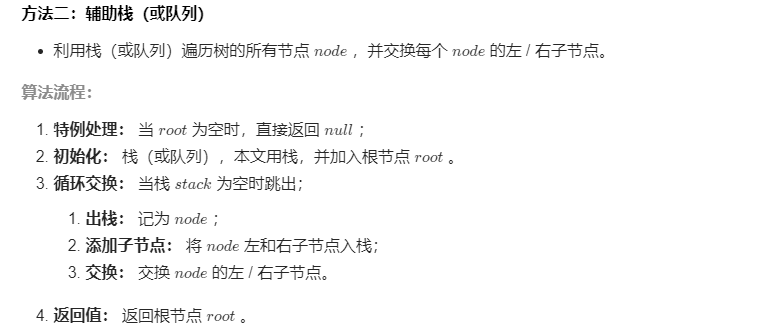 方法二：辅助栈（或队列）
• 利用栈（或队列）遍历树的所有节点 node ，并交换每个 node 的左 / 右子节点。
算法流程：
1. 特例处理： 当 root 为空时，直接返回 null ；
2. 初始化： 栈（或队列），本文用栈，并加入根节点 root 。
3. 循环交换： 当栈 stack 为空时跳出；
1. 出栈： 记为 node ；
2. 添加子节点： 将 node 左和右子节点入栈；
3. 交换： 交换 node 的左 / 右子节点。
4. 返回值： 返回根节点 root 。